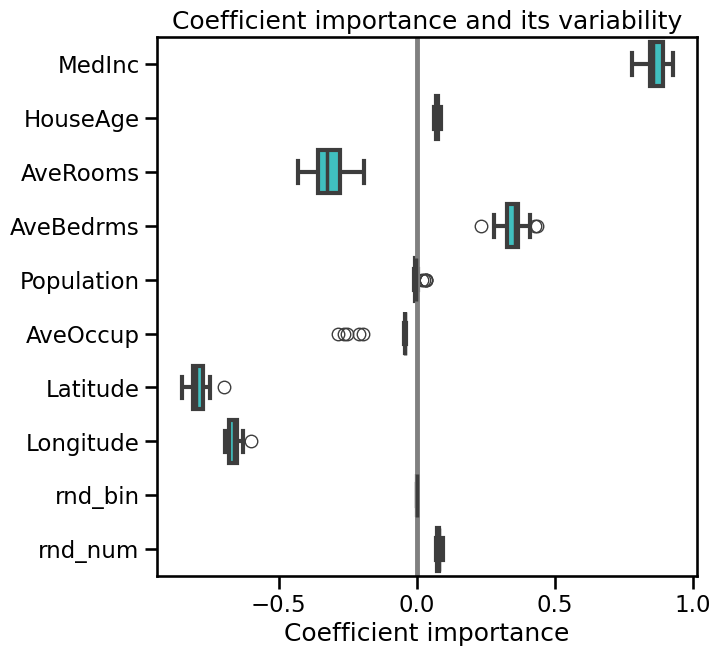 Coefficient importance and its variability
MedInc
HouseAge
AveRooms
AveBedrms
Population
AveOccup
Latitude
Longitude
rnd_bin
rnd_num
−0.5 0.0 0.5 1.0
Coefficient importance